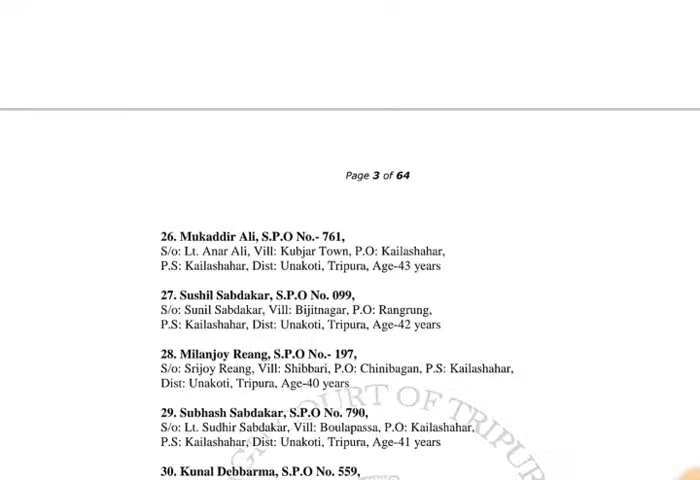 Page 3 of 64
26. Mukaddir Ali, S.P.O No.- 761,
S/o: Lt. Anar Ali, Vill: Kubjar Town, P.O: Kailashahar,
P.S: Kailashahar, Dist: Unakoti, Tripura, Age-43 years
27. Sushil Sabdakar, S.P.O No. 099,
S/o: Sunil Sabdakar, Vill: Bijitnagar, P.O: Rangrung,
P.S: Kailashahar, Dist: Unakoti, Tripura, Age-42 years
28. Milanjoy Reang, S.P.O No.- 197,
S/o: Srijoy Reang, Vill: Shibbari, P.O: Chinibagan, P.S: Kailashahar,
Dist: Unakoti, Tripura, Age-40 years
29. Subhash Sabdakar, S.P.O No. 790,
S/o: Lt. Sudhir Sabdakar, Vill: Boulapassa, P.O: Kailashahar,
P.S: Kailashahar, Dist: Unakoti, Tripura, Age-41 years
30. Kunal Debbarma, S.P.O No. 559,
COURT OF TRIPUR